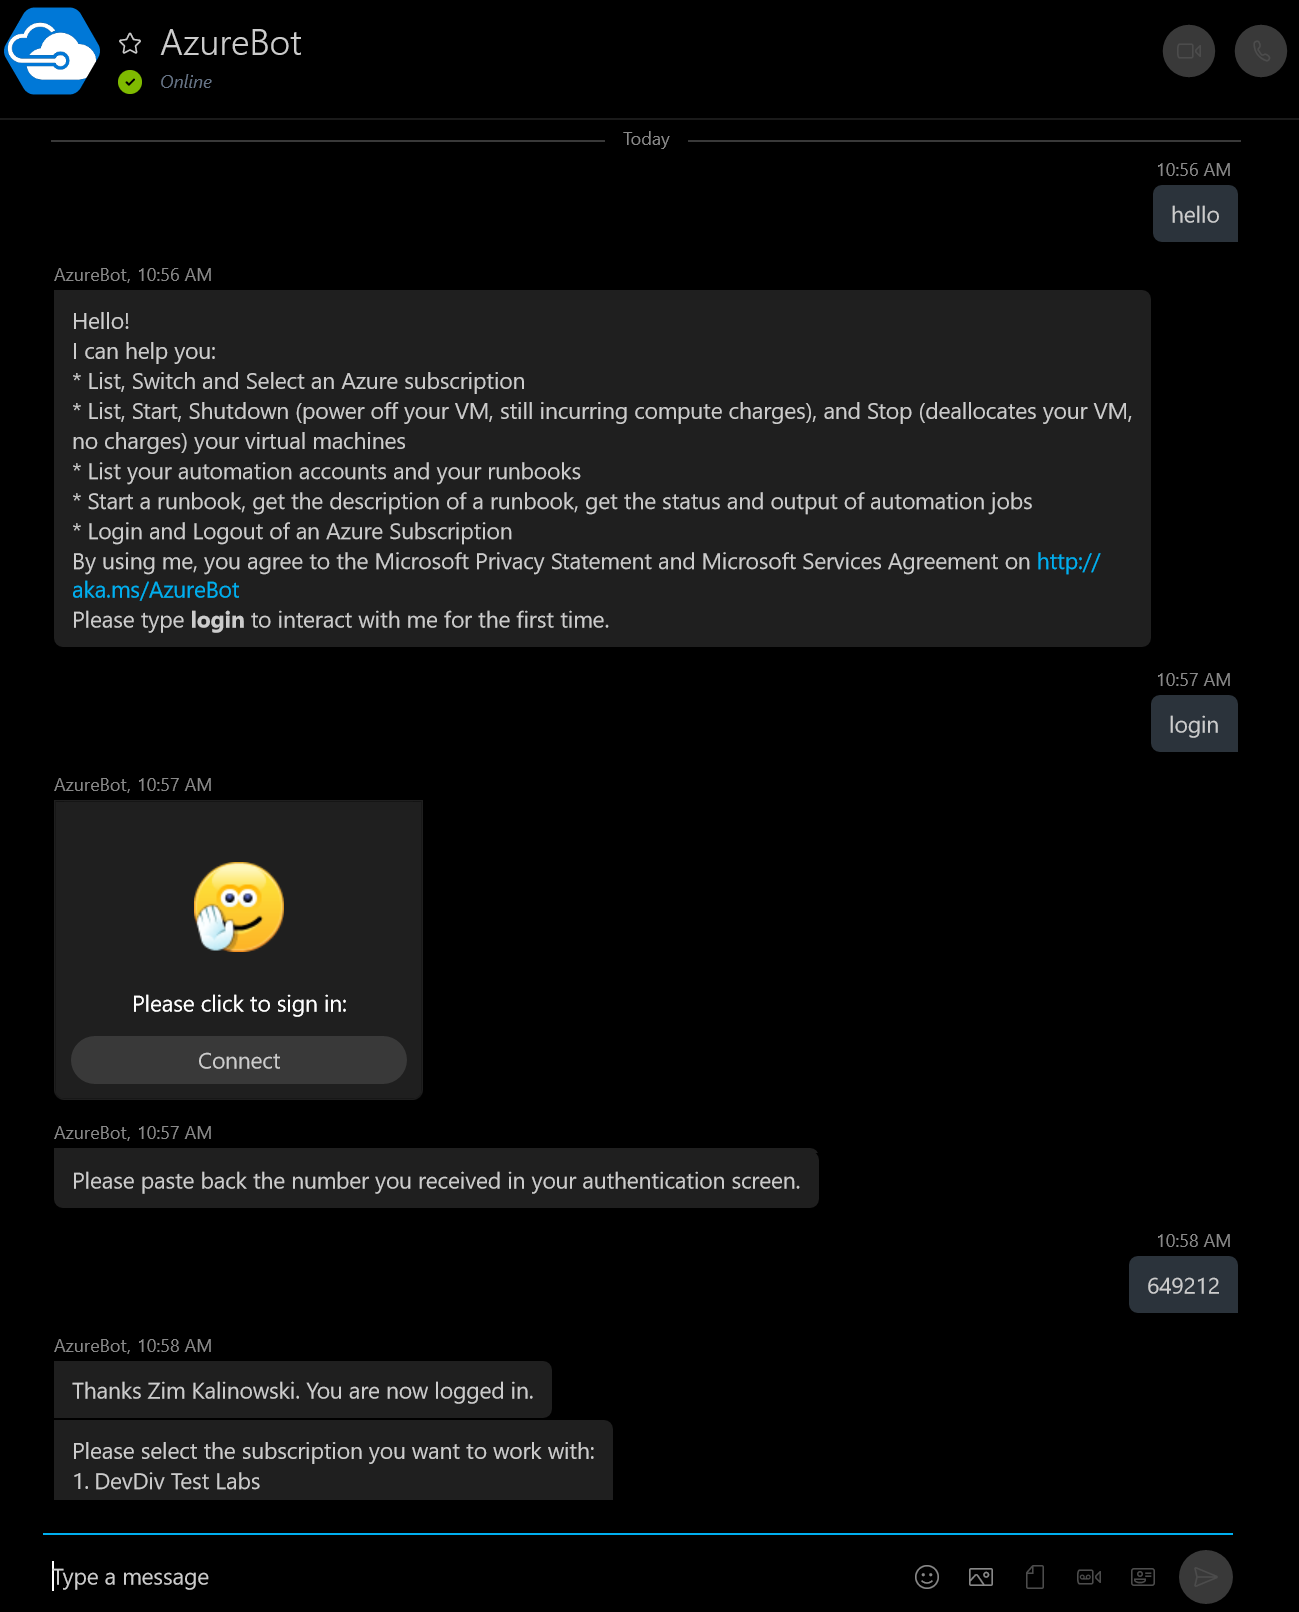 AzureBot
Online
Today
10:56 AM
hello
AzureBot, 10:56 AM
Hello!
I can help you:
* List, Switch and Select an Azure subscription
* List, Start, Shutdown (power off your VM, still incurring compute charges), and Stop (deallocates your VM,
no charges) your virtual machines
* List your automation accounts and your runbooks
* Start a runbook, get the description of a runbook, get the status and output of automation jobs
* Login and Logout of an Azure Subscription
By using me, you agree to the Microsoft Privacy Statement and Microsoft Services Agreement on http://
aka.ms/AzureBot
Please type login to interact with me for the first time.
10:57 AM
login
AzureBot, 10:57 AM
Please click to sign in:
Connect
AzureBot, 10:57 AM
Please paste back the number you received in your authentication screen.
10:58 AM
649212
AzureBot, 10:58 AM
Thanks Zim Kalinowski. You are now logged in.
Please select the subscription you want to work with:
1. DevDiv Test Labs
Type a message